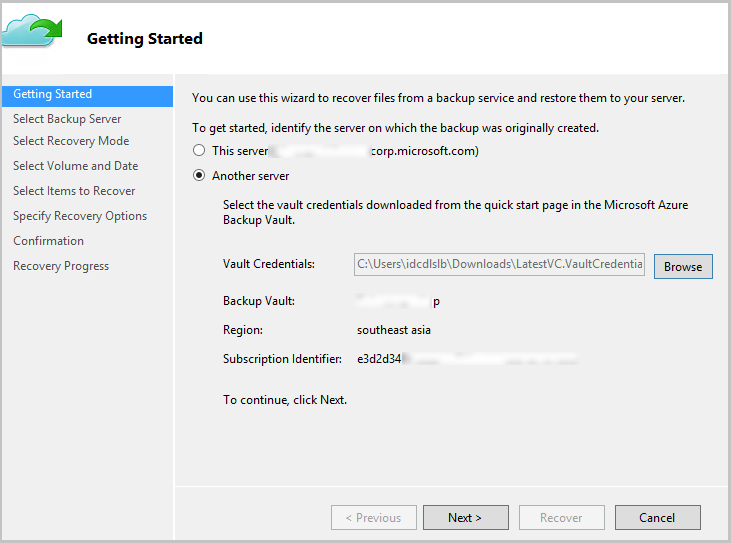 Getting Started
Getting Started
Select Backup Server
Select Recovery Mode
Select Volume and Date
Select Items to Recover
Specify Recovery Options
Confirmation
Recovery Progress
You can use this wizard to recover files from a backup service and restore them to your server.
To get started, identify the server on which the backup was originally created.
This server corp.microsoft.com)
Another server
Select the vault credentials downloaded from the quick start page in the Microsoft Azure
Backup Vault.
Vault Credentials: C:\Users\idcdlslb\Downloads\LatestVC.VaultCredentia Browse
Backup Vault: p
Region: southeast asia
Subscription Identifier: e3d2d34
To continue, click Next.
< Previous Next > Recover Cancel